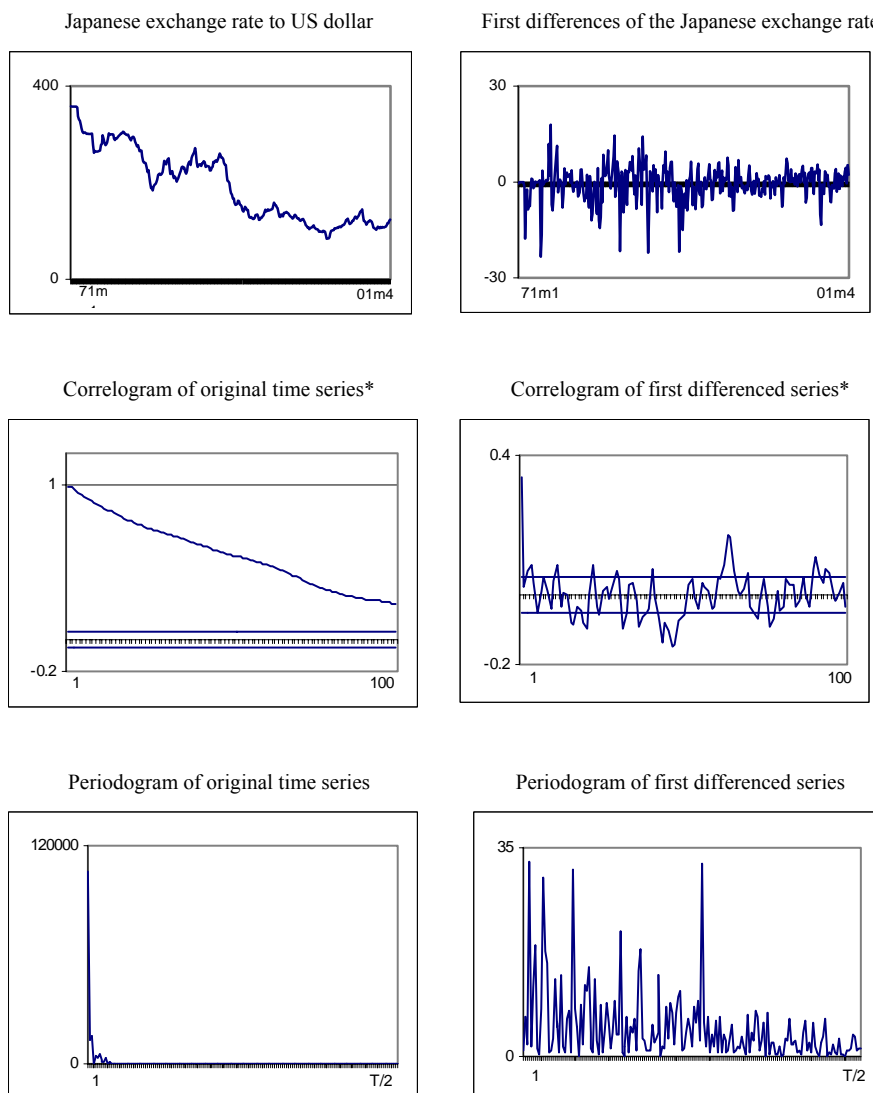 Japanese exchange rate to US dollar
First differences of the Japanese exchange rate
400
0
71m
01m4
30
0
-30
71m1
01m4
Correlogram of original time series*
Correlogram of first differenced series*
1
-0.2
1
100
0.4
-0.2
1
100
Periodogram of original time series
Periodogram of first differenced series
120000
0
1
T/2
35
0
1
T/2